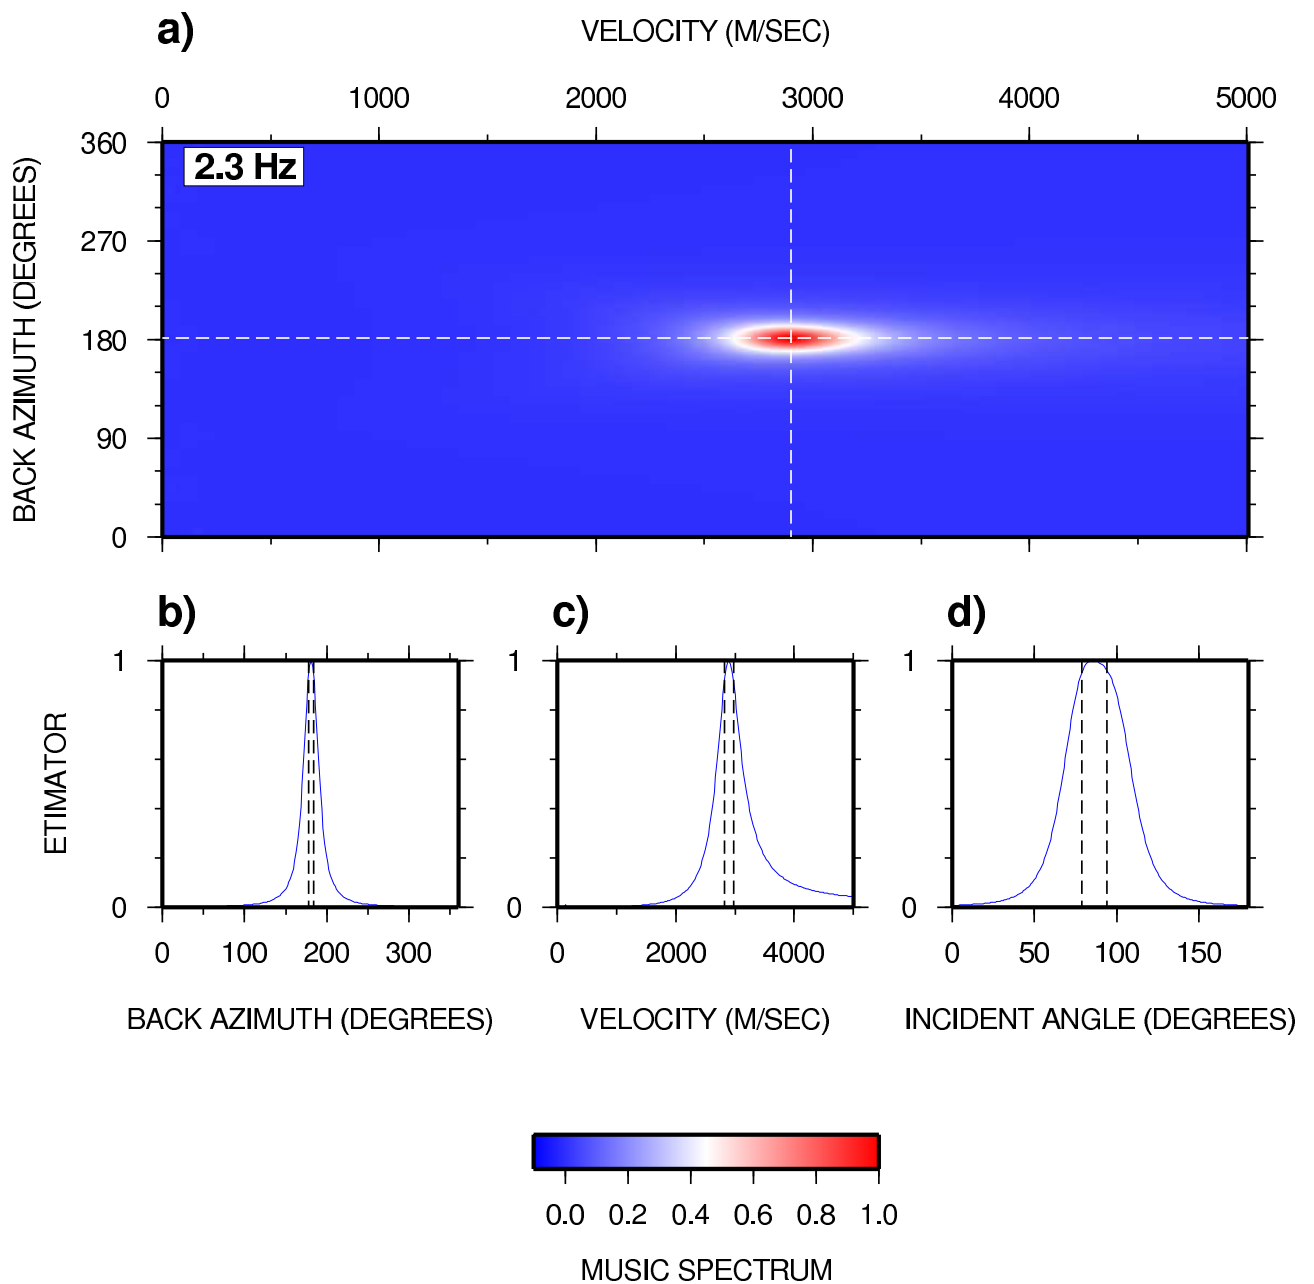 a)
VELOCITY (M/SEC)
0 1000 2000 3000 4000 5000
BACK AZIMUTH (DEGREES)
360
270
180
90
0
2.3 Hz
b)
c)
d)
ETIMATOR
1
0
0 100 200 300
BACK AZIMUTH (DEGREES)
1
0
0 2000 4000
VELOCITY (M/SEC)
1
0
0 50 100 150
INCIDENT ANGLE (DEGREES)
0.0 0.2 0.4 0.6 0.8 1.0
MUSIC SPECTRUM